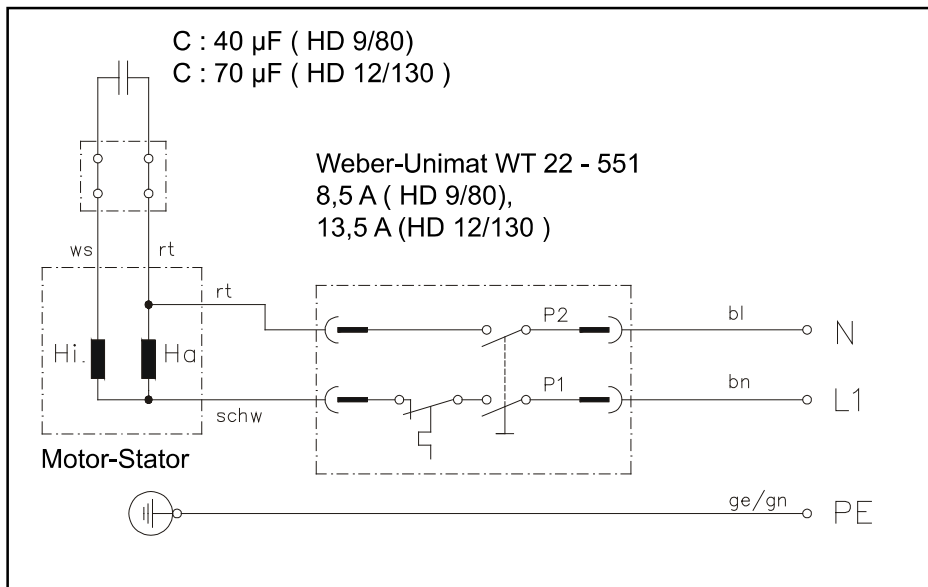 C : 40 µF ( HD 9/80)
C : 70 µF ( HD 12/130 )
Weber-Unimat WT 22 - 551
8,5 A ( HD 9/80),
13,5 A (HD 12/130 )
ws
rt
rt
P2
bl
N
Hi.
Ha
P1
bn
L1
schw
Motor-Stator
ge/gn
PE